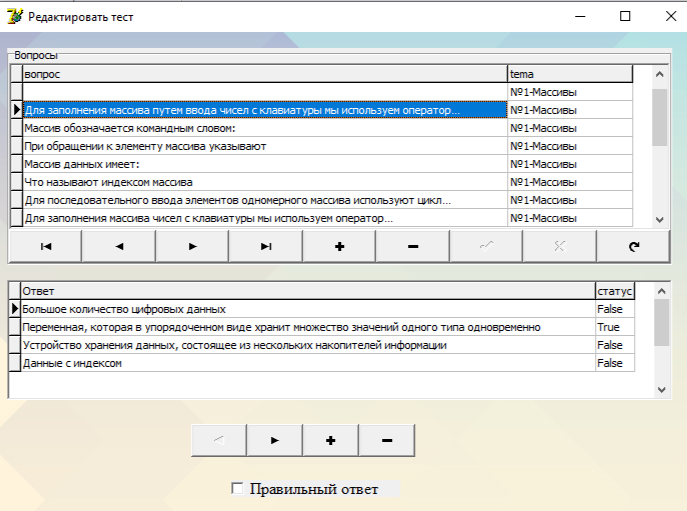 Редактировать тест
Вопросы
вопрос tema
№1-Массивы
Для заполнения массива путем ввода чисел с клавиатуры мы используем оператор... №1-Массивы
Массив обозначается командным словом: №1-Массивы
При обращении к элементу массива указывают №1-Массивы
Массив данных имеет: №1-Массивы
Что называют индексом массива №1-Массивы
Для последовательного ввода элементов одномерного массива используют цикл... №1-Массивы
Для заполнения массива чисел с клавиатуры мы используем оператор... №1-Массивы
Ответ статус
Большое количество цифровых данных False
Переменная, которая в упорядоченном виде хранит множество значений одного типа одновременно True
Устройство хранения данных, состоящее из нескольких накопителей информации False
Данные с индексом False
Правильный ответ